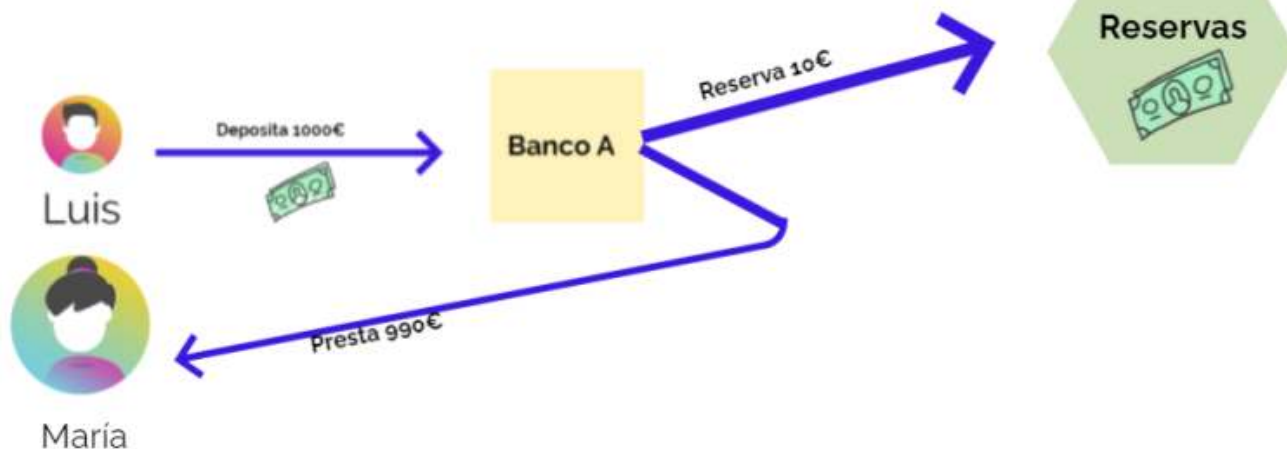 Reservas
Reserva 10€
Deposita 1000€
Banco A
Luis
Presta 990€
María